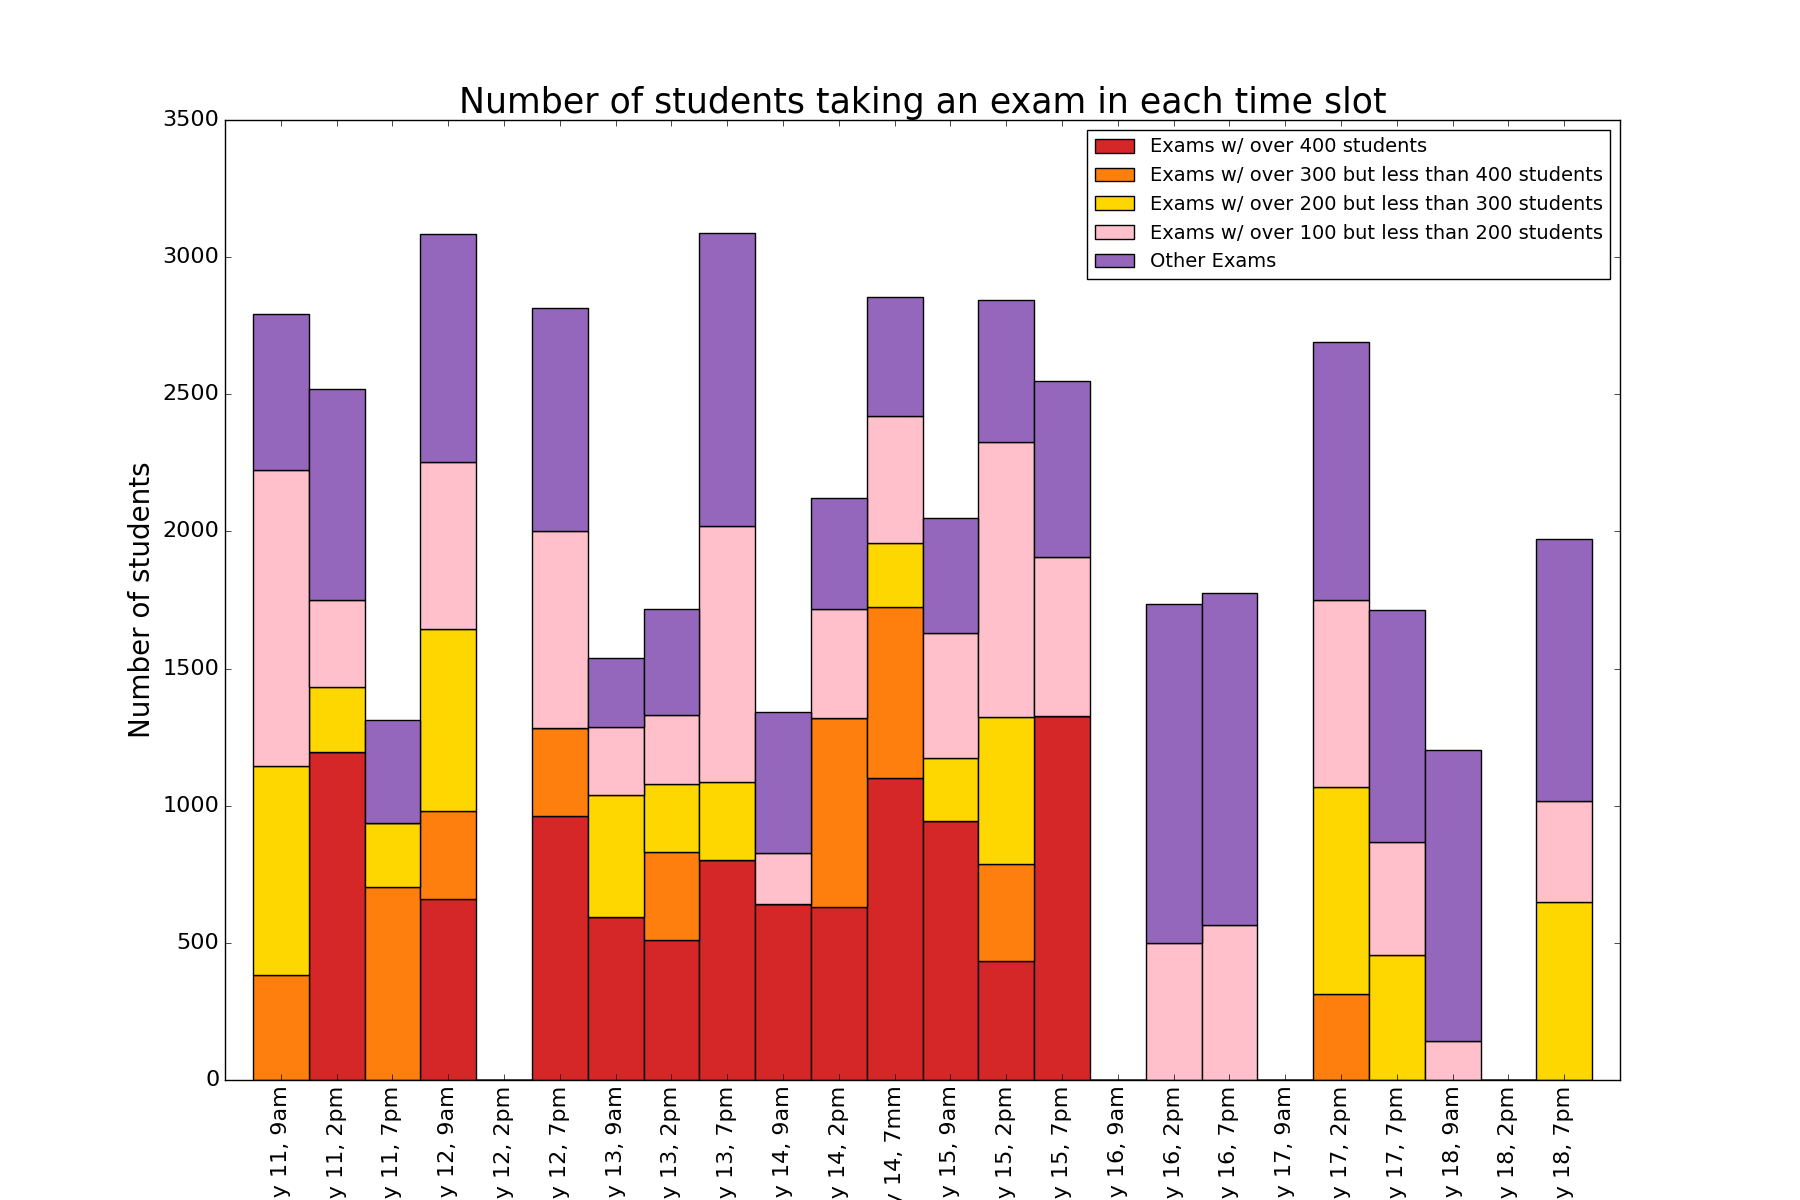 Number of students taking an exam in each time slot
Exams w/ over 400 students
Exams w/ over 300 but less than 400 students
Exams w/ over 200 but less than 300 students
Exams w/ over 100 but less than 200 students
Other Exams
Number of students
3500
3000
2500
2000
1500
1000
500
0
y 11, 9am
y 11, 2pm
y 11, 7pm
y 12, 9am
y 12, 2pm
y 12, 7pm
y 13, 9am
y 13, 2pm
y 13, 7pm
y 14, 9am
y 14, 2pm
y 14, 7mm
y 15, 9am
y 15, 2pm
y 15, 7pm
y 16, 9am
y 16, 2pm
y 16, 7pm
y 17, 9am
y 17, 2pm
y 17, 7pm
y 18, 9am
y 18, 2pm
y 18, 7pm